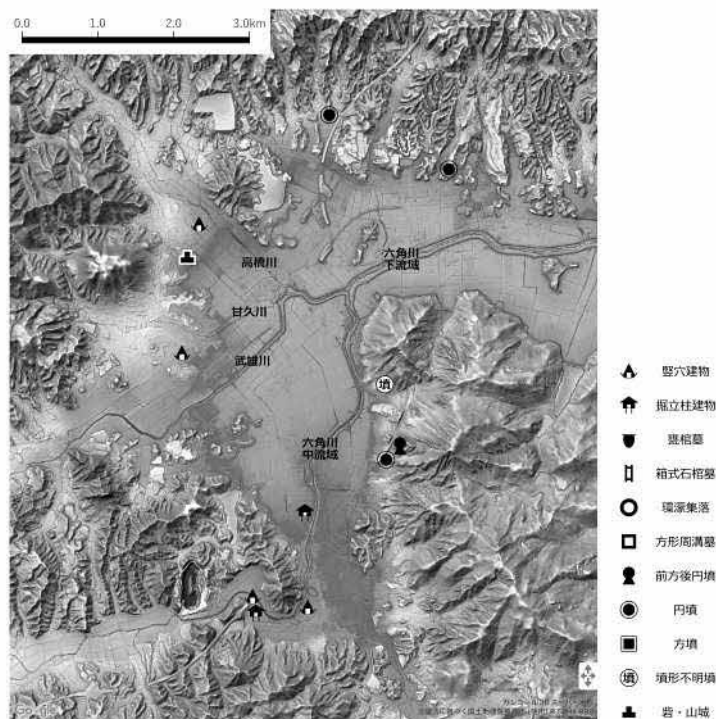 0.0 1.0 2.0 3.0km
高橋川
六角川
下流域
甘久川
武雄川
墳
六角川
中流域
竪穴建物
掘立柱建物
甕棺墓
箱式石棺墓
環濠集落
方形周溝墓
前方後円墳
円墳
方墳
墳 墳形不明墳
砦・山城